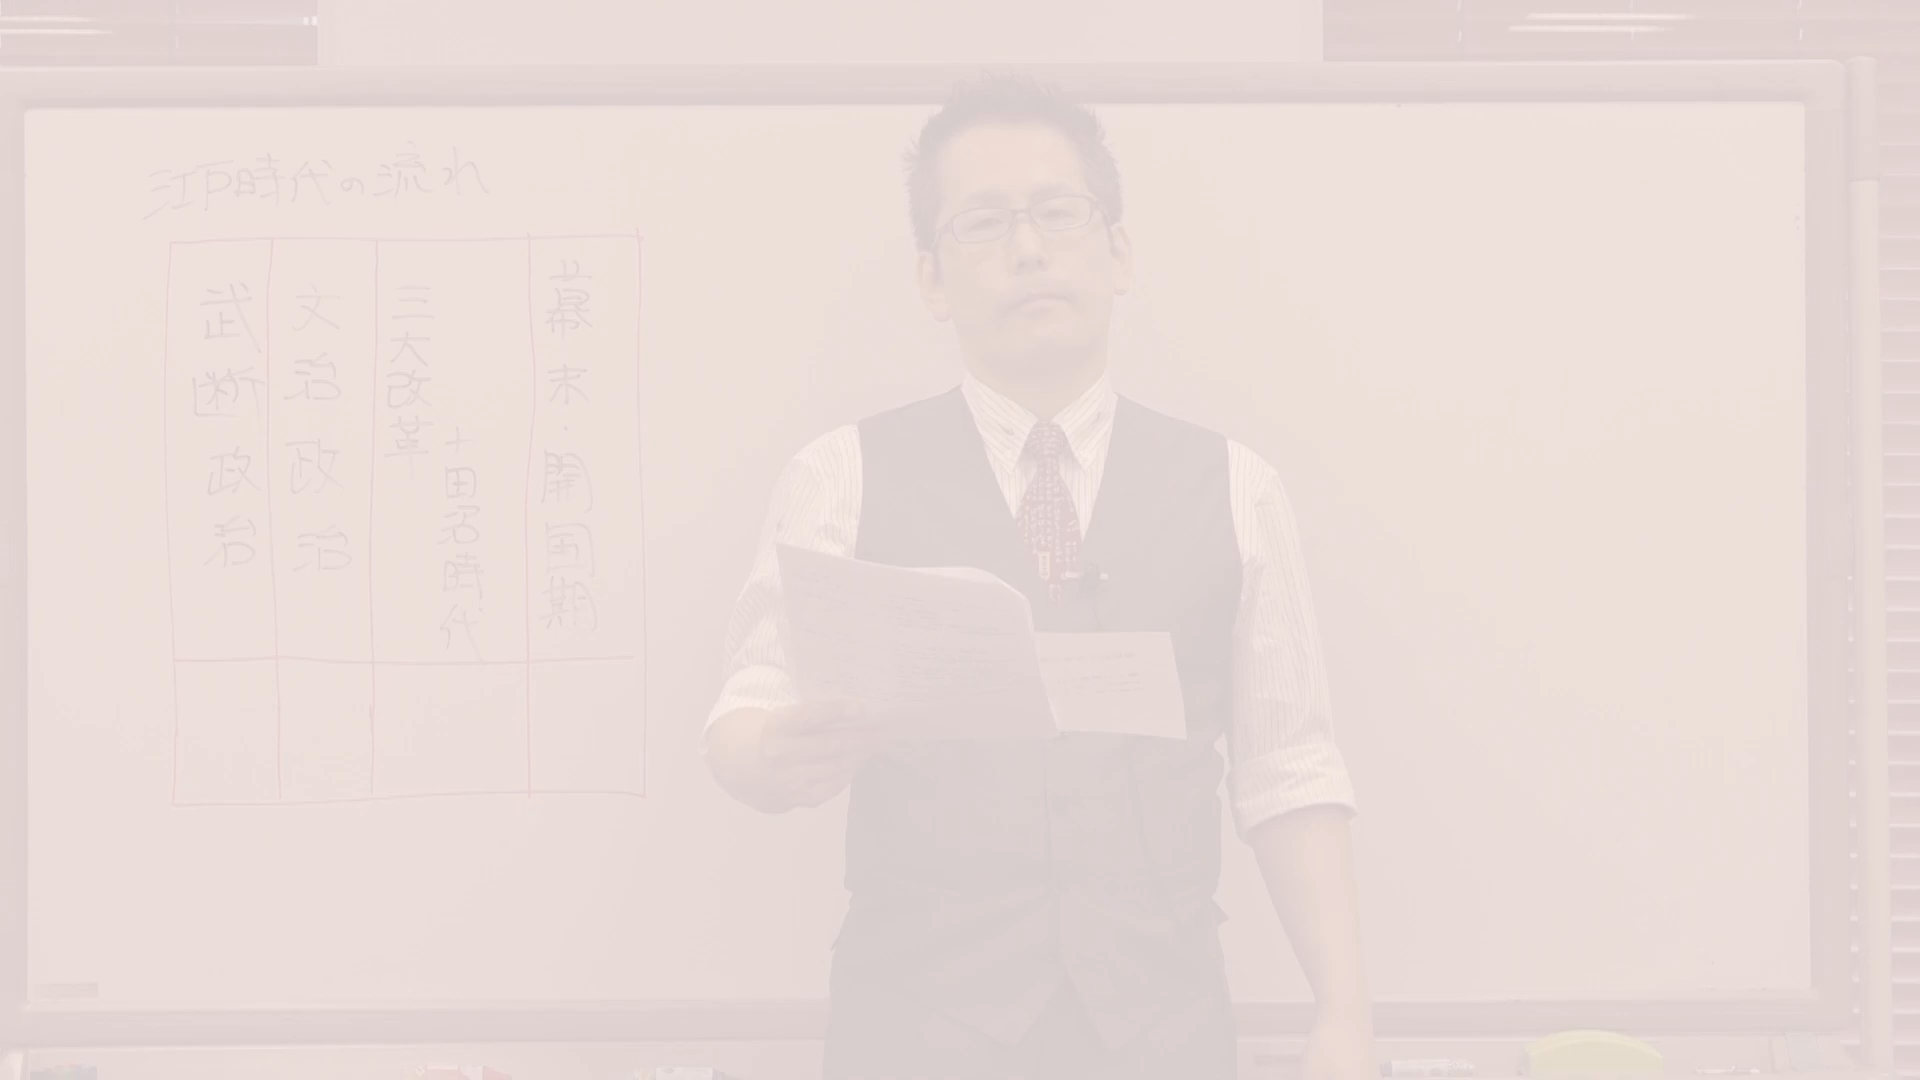 江戸時代の流れ
武断政治
文治政治
三大改革
+田沼時代
幕末・開国期